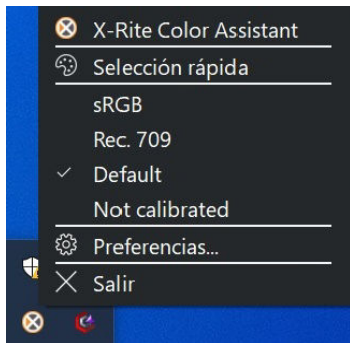 X-Rite Color Assistant
Selección rápida
sRGB
Rec. 709
Default
Not calibrated
Preferencias...
Salir